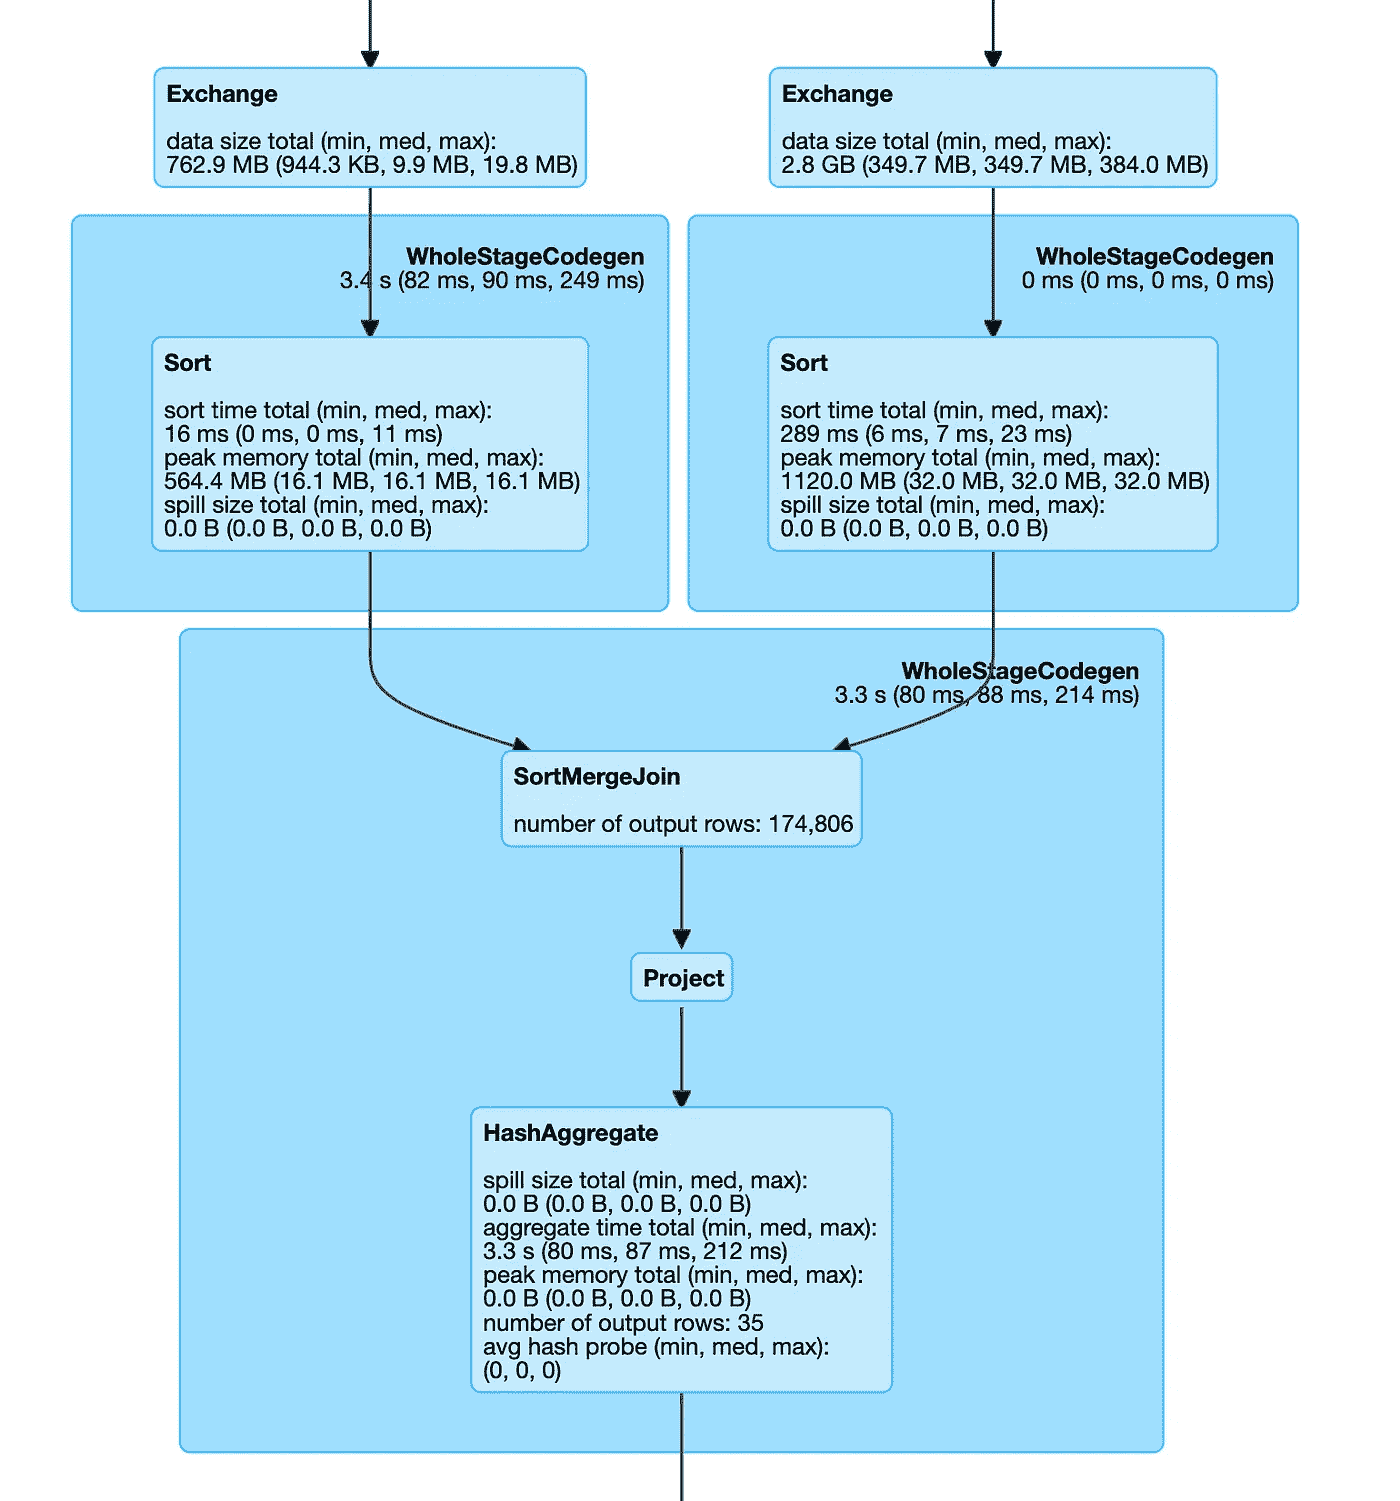 Exchange
data size total (min, med, max):
762.9 MB (944.3 KB, 9.9 MB, 19.8 MB)
Exchange
data size total (min, med, max):
2.8 GB (349.7 MB, 349.7 MB, 384.0 MB)
WholeStageCodegen
3.4 s (82 ms, 90 ms, 249 ms)
Sort
sort time total (min, med, max):
16 ms (0 ms, 0 ms, 11 ms)
peak memory total (min, med, max):
564.4 MB (16.1 MB, 16.1 MB, 16.1 MB)
spill size total (min, med, max):
0.0 B (0.0 B, 0.0 B, 0.0 B)
WholeStageCodegen
0 ms (0 ms, 0 ms, 0 ms)
Sort
sort time total (min, med, max):
289 ms (6 ms, 7 ms, 23 ms)
peak memory total (min, med, max):
1120.0 MB (32.0 MB, 32.0 MB, 32.0 MB)
spill size total (min, med, max):
0.0 B (0.0 B, 0.0 B, 0.0 B)
WholeStageCodegen
3.3 s (80 ms, 88 ms, 214 ms)
SortMergeJoin
number of output rows: 174,806
Project
HashAggregate
spill size total (min, med, max):
0.0 B (0.0 B, 0.0 B, 0.0 B)
aggregate time total (min, med, max):
3.3 s (80 ms, 87 ms, 212 ms)
peak memory total (min, med, max):
0.0 B (0.0 B, 0.0 B, 0.0 B)
number of output rows: 35
avg hash probe (min, med, max):
(0, 0, 0)